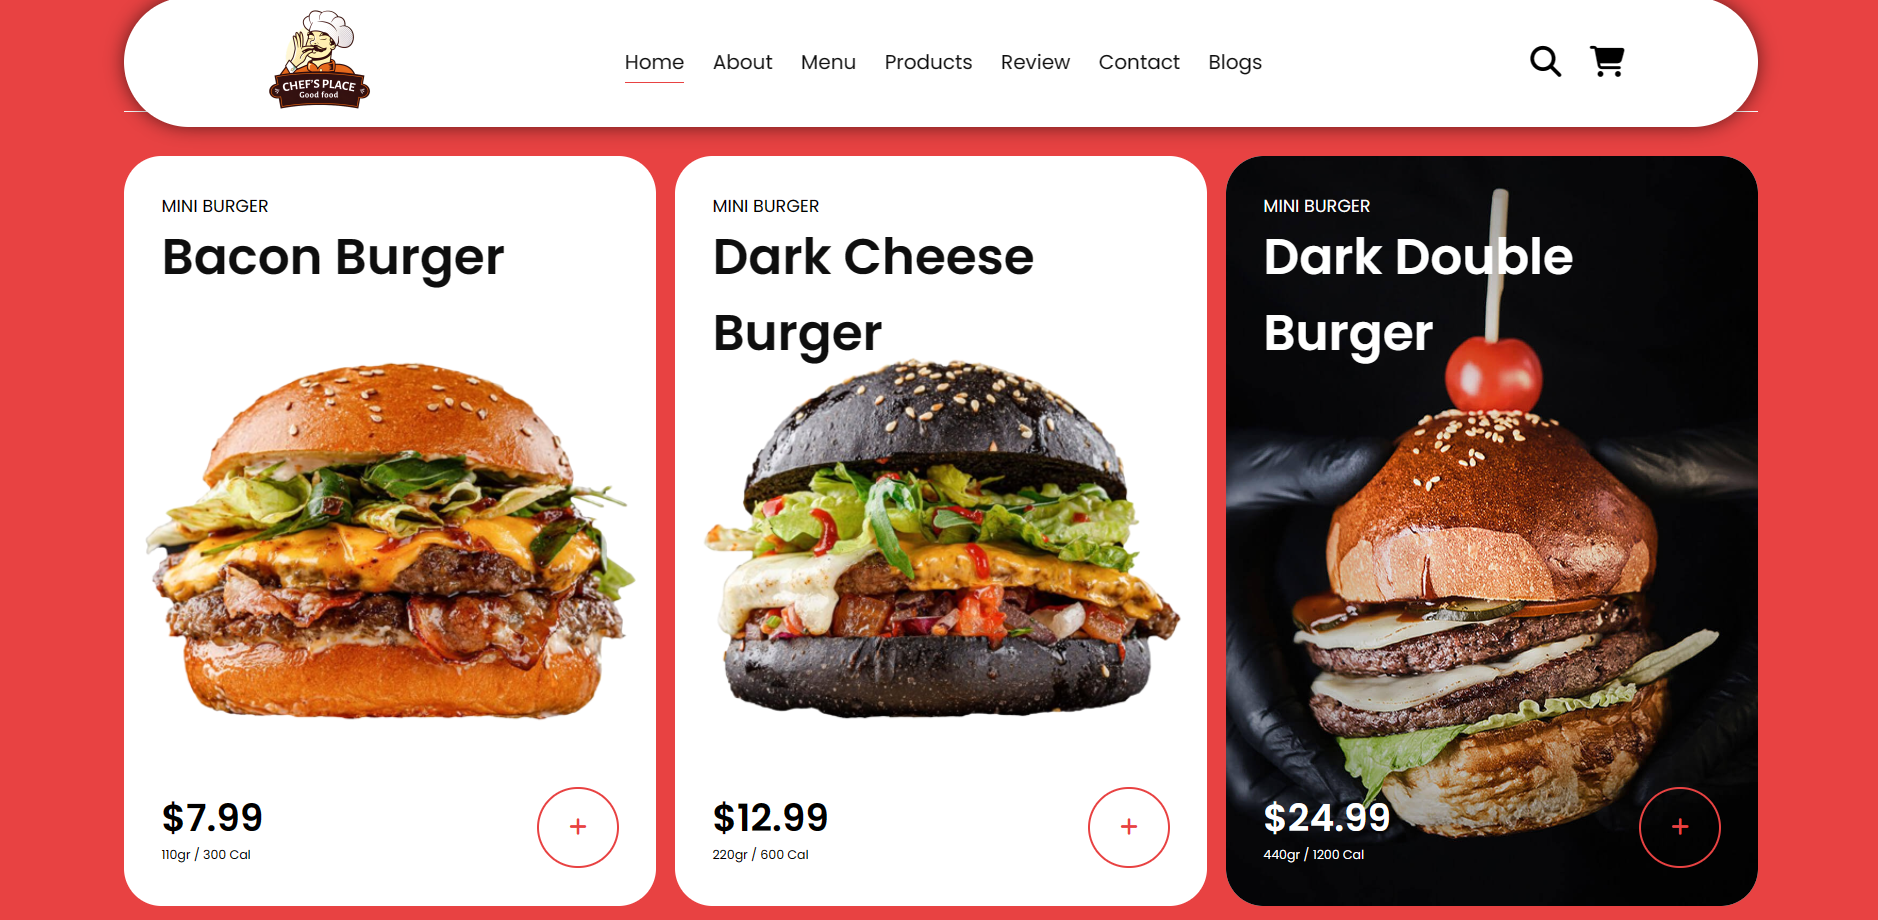 CHEF'S PLACE
Good food
Home About Menu Products Review Contact Blogs
MINI BURGER
Bacon Burger
$7.99
110gr / 300 Cal
+
MINI BURGER
Dark Cheese
Burger
$12.99
220gr / 600 Cal
+
MINI BURGER
Dark Double
Burger
$24.99
440gr / 1200 Cal
+